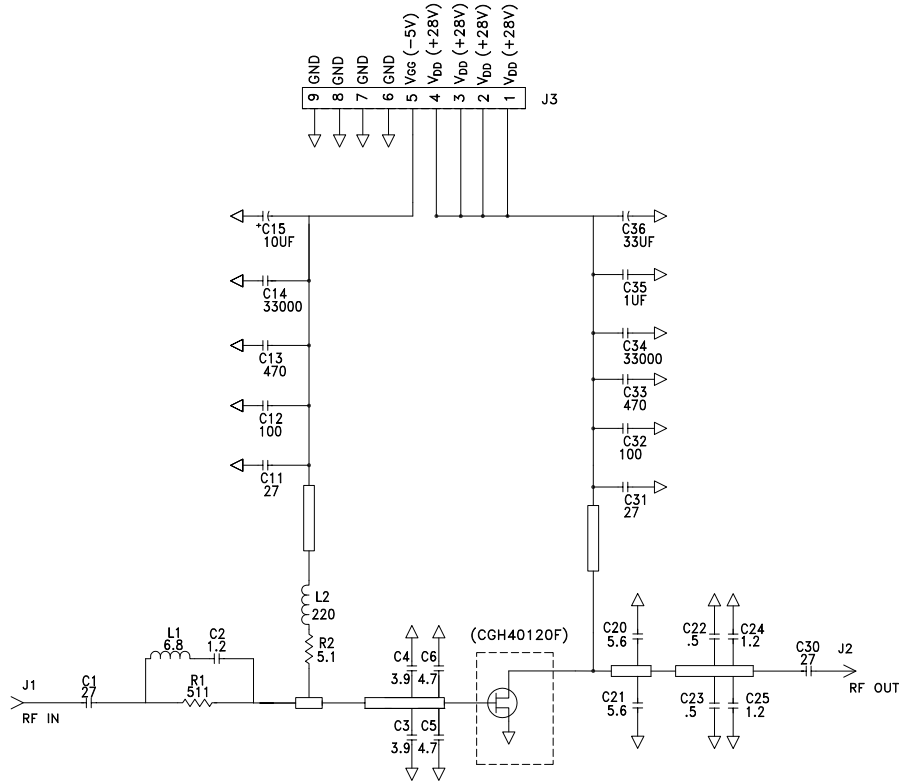 GND
GND
GND
GND
VGG (-5V)
VDD (+28V)
VDD (+28V)
VDD (+28V)
VDD (+28V)
9 8 7 6 5 4 3 2 1
J3
+C15
10UF
C14
33000
C13
470
C12
100
C11
27
C36
33UF
C35
1UF
C34
33000
C33
470
C32
100
C31
27
L2
220
R2
5.1
L1
6.8
C2
1.2
R1
511
J1
RF IN
C1
27
C4
3.9
C6
4.7
C3
3.9
C5
4.7
(CGH40120F)
C20
5.6
C21
5.6
C22
.5
C24
1.2
C23
.5
C25
1.2
C30
27
J2
RF OUT